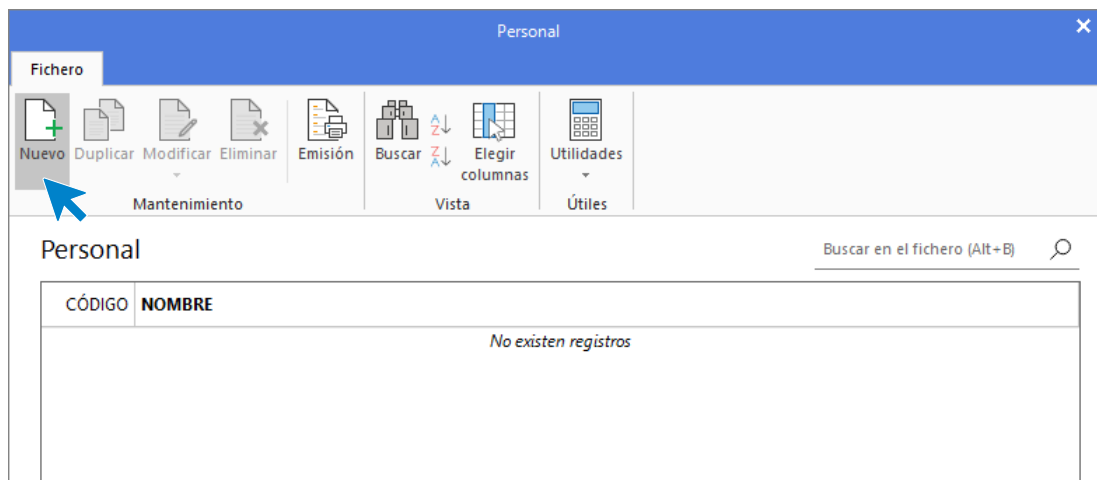 Personal
Fichero
Nuevo Duplicar Modificar Eliminar Emisión Buscar Elegir columnas Utilidades
Mantenimiento Vista Útiles
Personal
Buscar en el fichero (Alt+B)
CÓDIGO NOMBRE
No existen registros